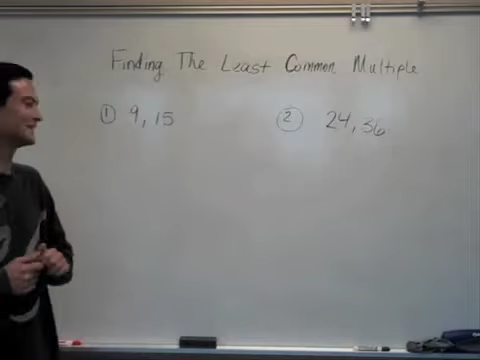 Finding The Least Common Multiple
① 9, 15
② 24, 36